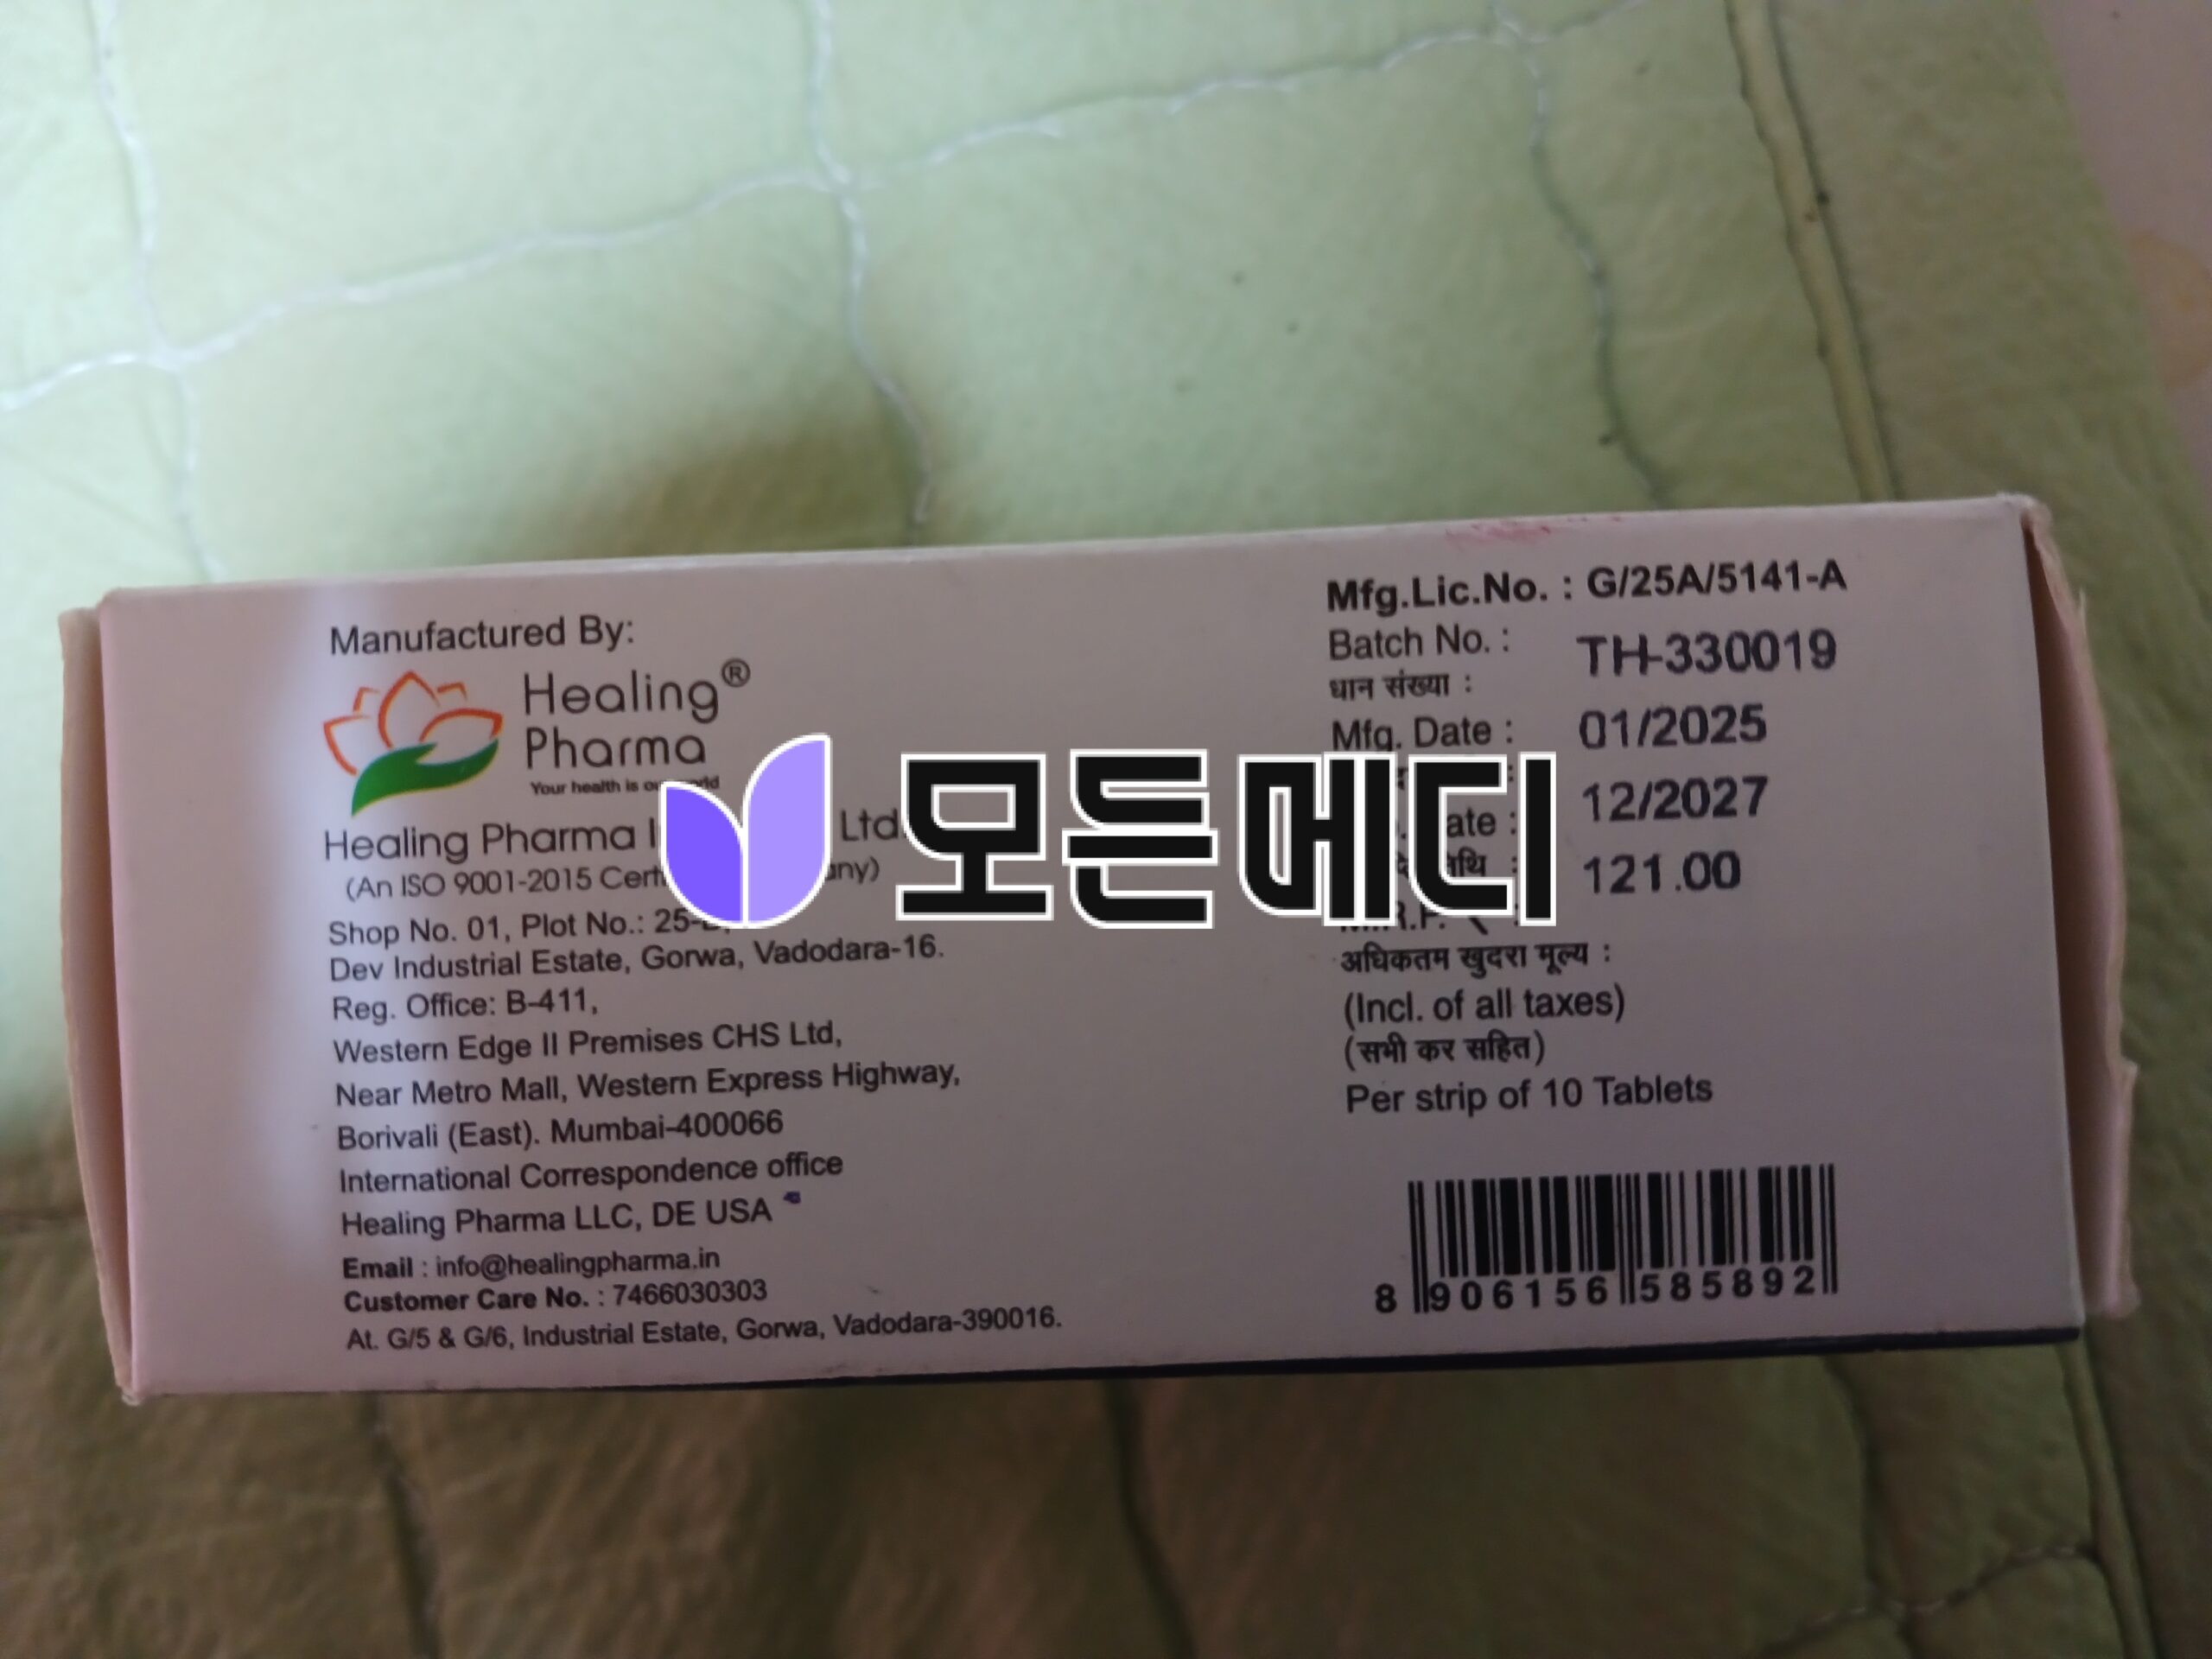 Manufactured By:
Healing®
Pharma
Your health is
Healing Pharma Ltd.
(An ISO 9001-2015
Shop No. 01, Plot No.:
Dev Industrial Estate, Gorwa, Vadodara-16.
Reg. Office: B-411,
Western Edge II Premises CHS Ltd,
Near Metro Mall, Western Express Highway,
Borivali (East). Mumbai-400066
International Correspondence office
Healing Pharma LLC, DE USA
Email : info@healingpharma.in
Customer Care No. : 7466030303
At. G/5 & G/6, Industrial Estate, Gorwa, Vadodara-390016.
모든메디
Mfg.Lic.No. : G/25A/5141-A
Batch No. : TH-330019
धान संख्या :
Mfg. Date : 01/2025
12/2027
121.00
अधिकतम खुदरा मूल्य :
(Incl. of all taxes)
(सभी कर सहित)
Per strip of 10 Tablets
8 906156 585892